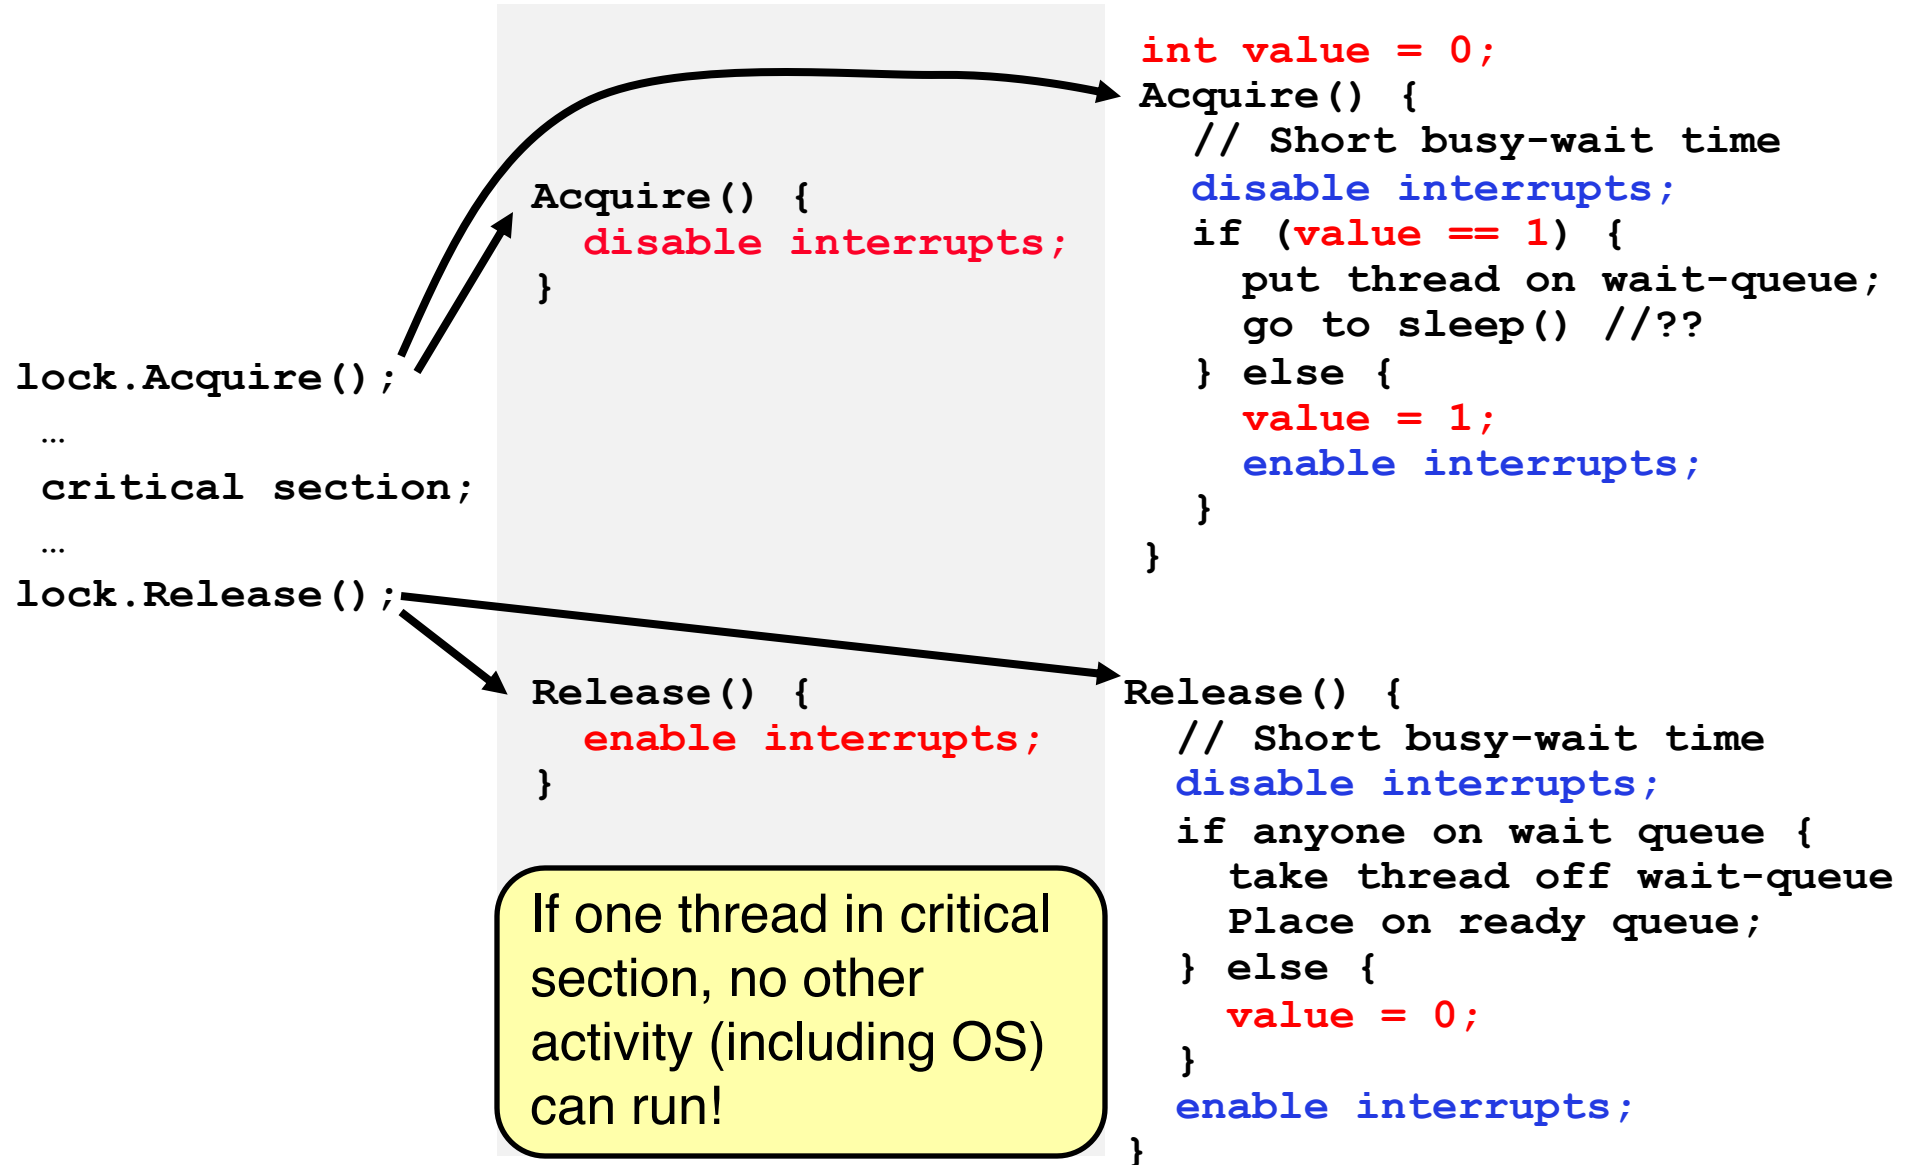 lock.Acquire();
…
critical section;
…
lock.Release();
Acquire() {
disable interrupts;
}
Release() {
enable interrupts;
}
If one thread in critical
section, no other
activity (including OS)
can run!
int value = 0;
Acquire() {
// Short busy-wait time
disable interrupts;
if (value == 1) {
put thread on wait-queue;
go to sleep() //??
} else {
value = 1;
enable interrupts;
}
}
Release() {
// Short busy-wait time
disable interrupts;
if anyone on wait queue {
take thread off wait-queue
Place on ready queue;
} else {
value = 0;
}
enable interrupts;
}